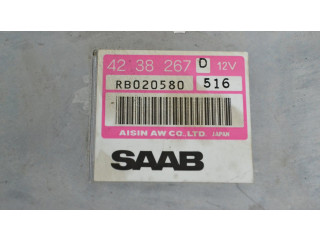 42 38 267 D 12V
RB020580 516
AISIN AW CO., LTD. JAPAN
SAAB